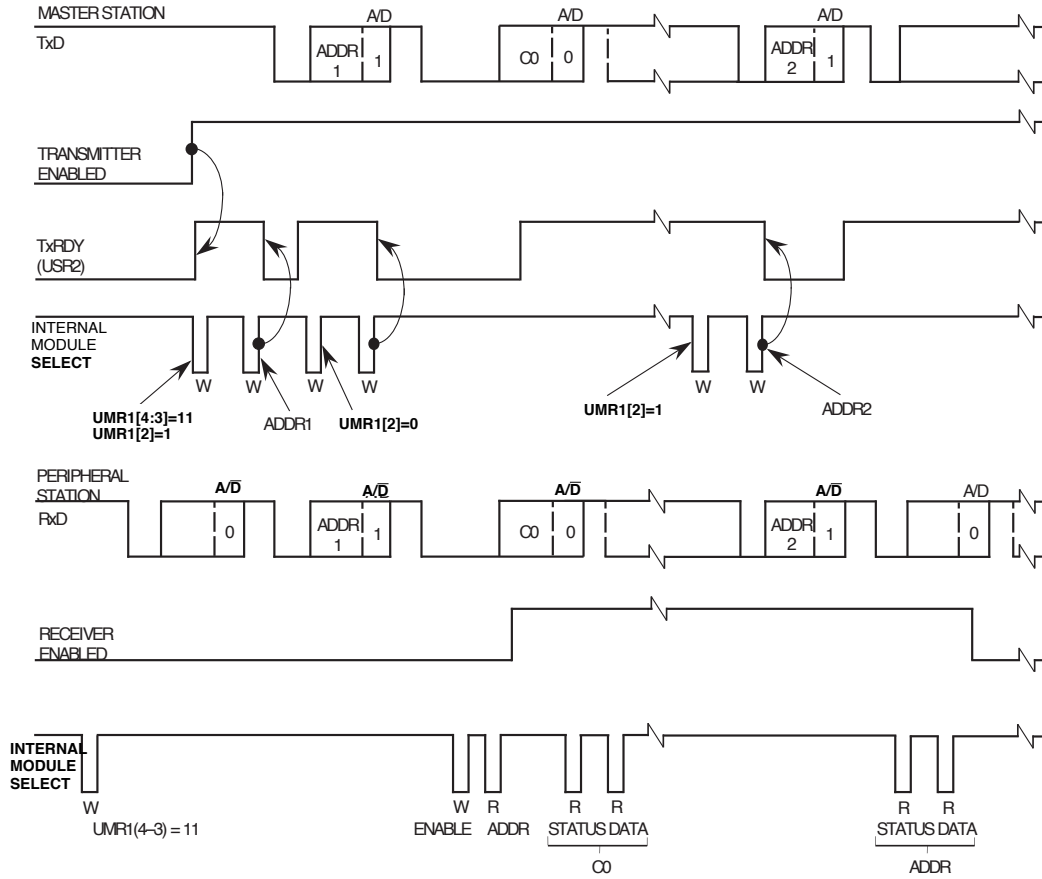 MASTER STATION
A/D A/D A/D
TxD
ADDR 1 C0 0 ADDR 1
1 2
TRANSMITTER
ENABLED
TxRDY
(USR2)
INTERNAL
MODULE
SELECT
W W W W W W
UMR1[4:3]=11
UMR1[2]=1
ADDR1
UMR1[2]=0
UMR1[2]=1
ADDR2
PERIPHERAL
STATION
A/D A/D A/D A/D A/D
RxD
0 ADDR 1 C0 0 ADDR 1 0
1 2
RECEIVER
ENABLED
INTERNAL
MODULE
SELECT
W W R R R R R
UMR1(4–3) = 11 ENABLE ADDR STATUS DATA STATUS DATA
C0 ADDR